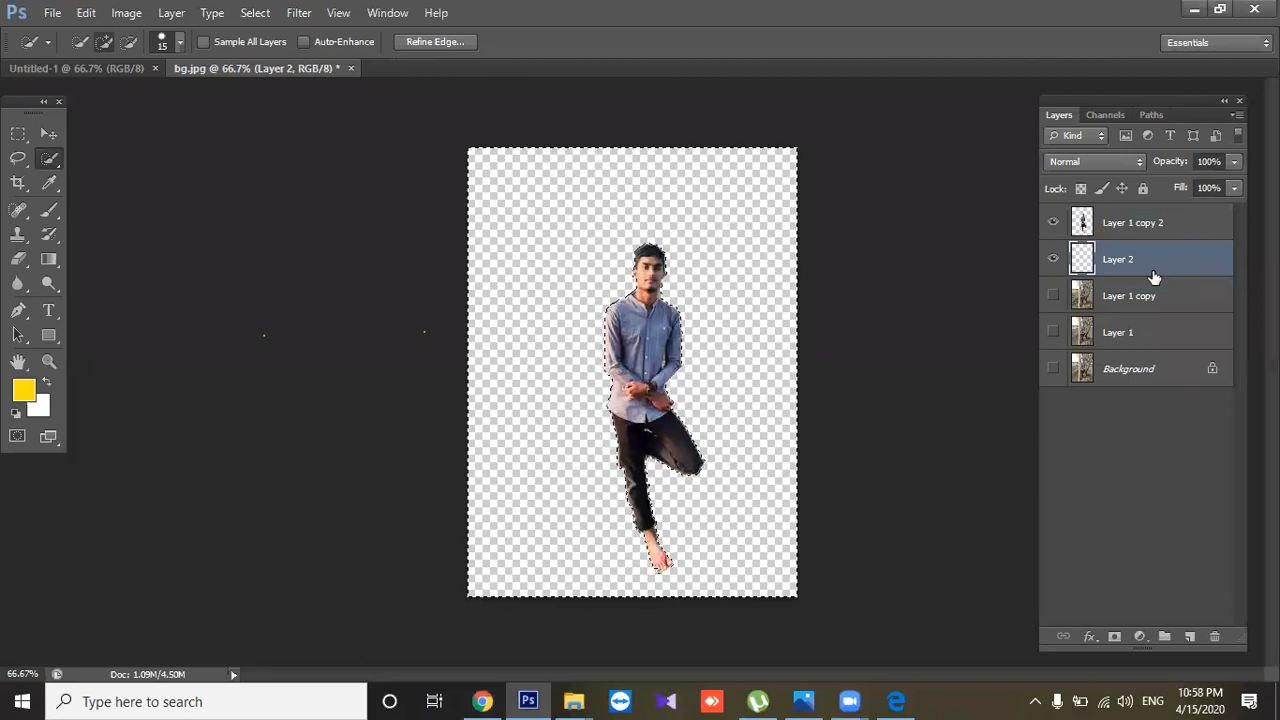 Ps File Edit Image Layer Type Select Filter View Window Help
15 Sample All Layers Auto-Enhance Refine Edge... Essentials
Untitled-1 @ 66.7% (RGB/8) × bg.jpg @ 66.7% (Layer 2, RGB/8) * ×
Layers Channels Paths
Kind
Normal Opacity: 100%
Lock: Fill: 100%
Layer 1 copy 2
Layer 2
Layer 1 copy
Layer 1
Background
66.67% Doc: 1.09M/4.50M
Type here to search
Ps
ENG
10:58 PM
4/15/2020